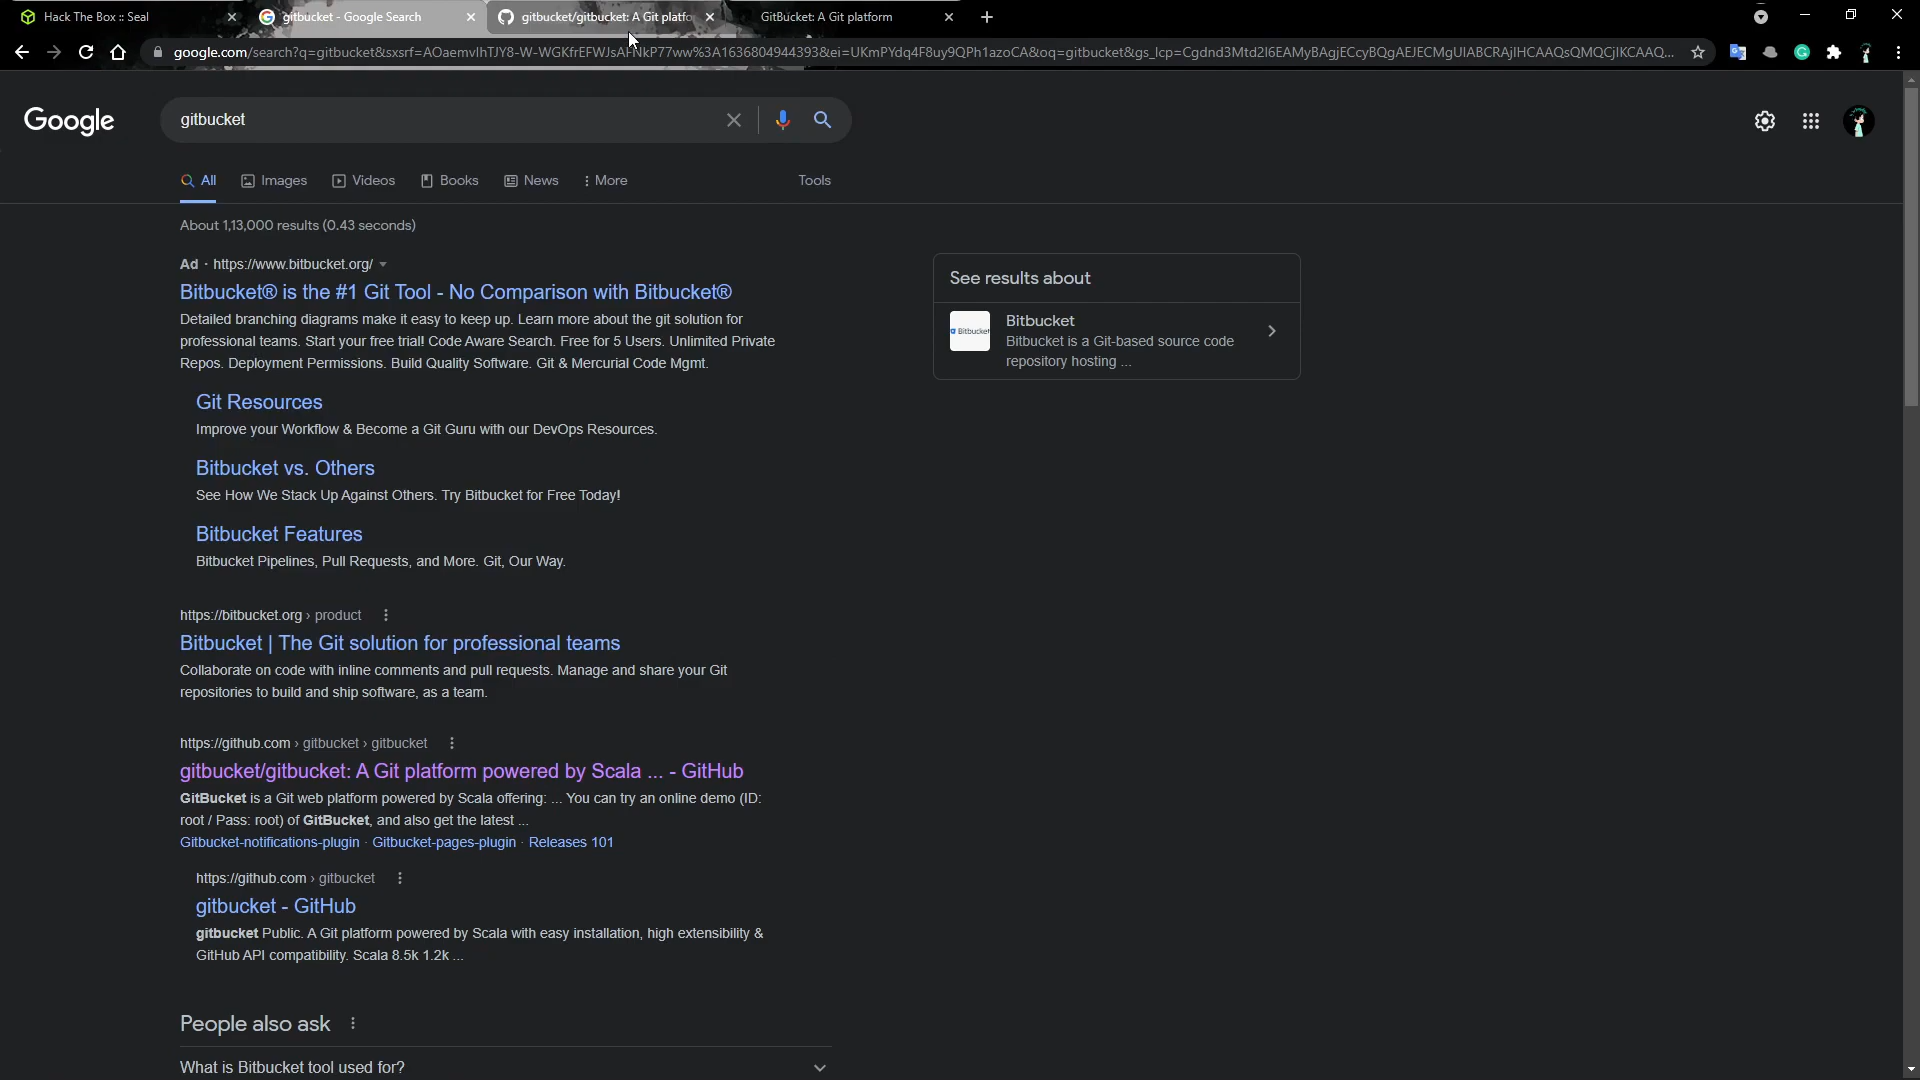 Hack The Box :: Seal
gitbucket - Google Search
gitbucket/gitbucket: A Git platfo
GitBucket: A Git platform
google.com/search?q=gitbucket&sxsrf=AOaemvIhTJY8-W-WGKfrEFWJsAFNkP77ww%3A1636804944393&ei=UKmPYdq4F8uy9QPh1azoCA&oq=gitbucket&gs_lcp=Cgdnd3Mtd2l6EAMyBAgjECcyBQgAEJECMgUIABCRAjIHCAAQsQMQCjIKCAAQ...
Google
gitbucket
All
Images
Videos
Books
News
More
Tools
About 1,13,000 results (0.43 seconds)
Ad · https://www.bitbucket.org/
Bitbucket® is the #1 Git Tool - No Comparison with Bitbucket®
Detailed branching diagrams make it easy to keep up. Learn more about the git solution for
professional teams. Start your free trial! Code Aware Search. Free for 5 Users. Unlimited Private
Repos. Deployment Permissions. Build Quality Software. Git & Mercurial Code Mgmt.
Git Resources
Improve your Workflow & Become a Git Guru with our DevOps Resources.
Bitbucket vs. Others
See How We Stack Up Against Others. Try Bitbucket for Free Today!
Bitbucket Features
Bitbucket Pipelines, Pull Requests, and More. Git, Our Way.
https://bitbucket.org › product
Bitbucket | The Git solution for professional teams
Collaborate on code with inline comments and pull requests. Manage and share your Git
repositories to build and ship software, as a team.
https://github.com › gitbucket › gitbucket
gitbucket/gitbucket: A Git platform powered by Scala ... - GitHub
GitBucket is a Git web platform powered by Scala offering: ... You can try an online demo (ID:
root / Pass: root) of GitBucket, and also get the latest ...
Gitbucket-notifications-plugin · Gitbucket-pages-plugin · Releases 101
https://github.com › gitbucket
gitbucket - GitHub
gitbucket Public. A Git platform powered by Scala with easy installation, high extensibility &
GitHub API compatibility. Scala 8.5k 1.2k ...
People also ask
What is Bitbucket tool used for?
See results about
Bitbucket
Bitbucket
Bitbucket is a Git-based source code
repository hosting ...